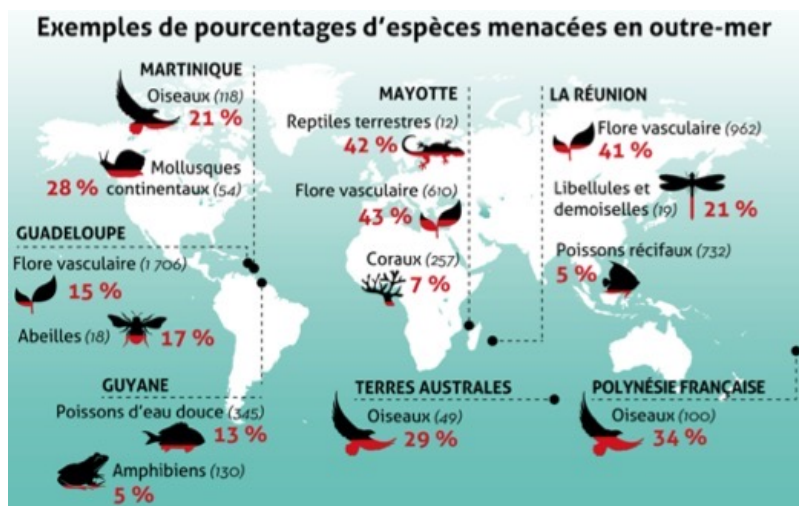 Exemples de pourcentages d'espèces menacées en outre-mer
MARTINIQUE
Oiseaux (118)
21 %
Mollusques
continentaux (54)
28 %
GUADELOUPE
Flore vasculaire (1 706)
15 %
Abeilles (18)
17 %
GUYANE
Poissons d'eau douce (345)
13 %
Amphibiens (130)
5 %
MAYOTTE
Reptiles terrestres (12)
42 %
Flore vasculaire (610)
43 %
Coraux (257)
7 %
LA RÉUNION
Flore vasculaire (962)
41 %
Libellules et
demoiselles (19)
21 %
Poissons récifaux (732)
5 %
TERRES AUSTRALES
Oiseaux (49)
29 %
POLYNÉSIE FRANÇAISE
Oiseaux (100)
34 %